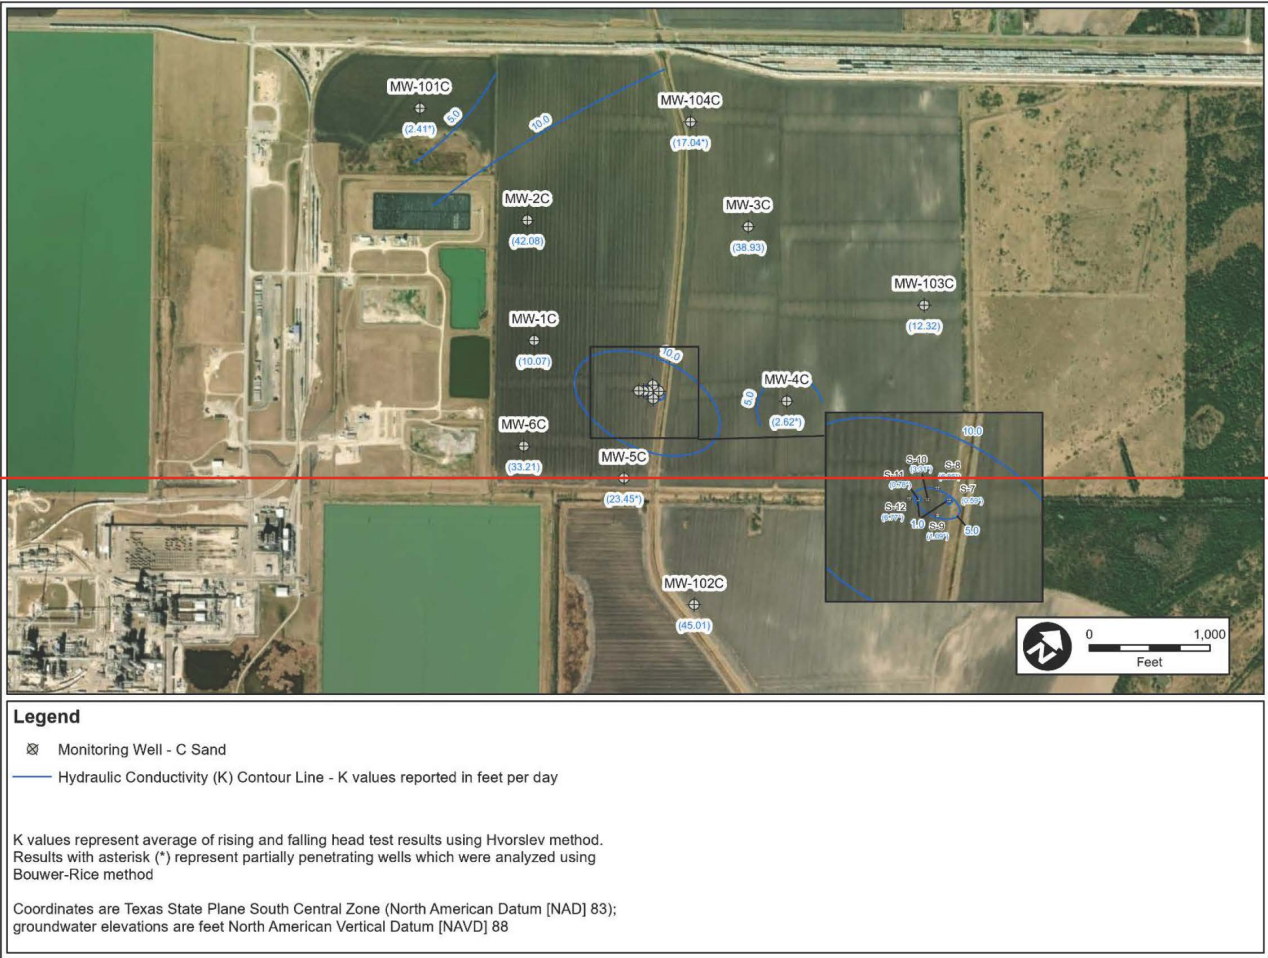 MW-101C
(2.41*)
5.0
10.0
MW-104C
(17.04*)
MW-2C
(42.08)
MW-3C
(38.93)
MW-103C
(12.32)
MW-1C
(10.07)
10.0
MW-4C
(2.62*)
5.0
MW-6C
(33.21)
MW-5C
(23.45*)
10.0
S-10
S-8
S-11
S-7
S-12
1.0
S-9
5.0
MW-102C
(45.01)
N
0 1,000
Feet
Legend
Monitoring Well - C Sand
Hydraulic Conductivity (K) Contour Line - K values reported in feet per day
K values represent average of rising and falling head test results using Hvorslev method.
Results with asterisk (*) represent partially penetrating wells which were analyzed using
Bouwer-Rice method
Coordinates are Texas State Plane South Central Zone (North American Datum [NAD] 83);
groundwater elevations are feet North American Vertical Datum [NAVD] 88